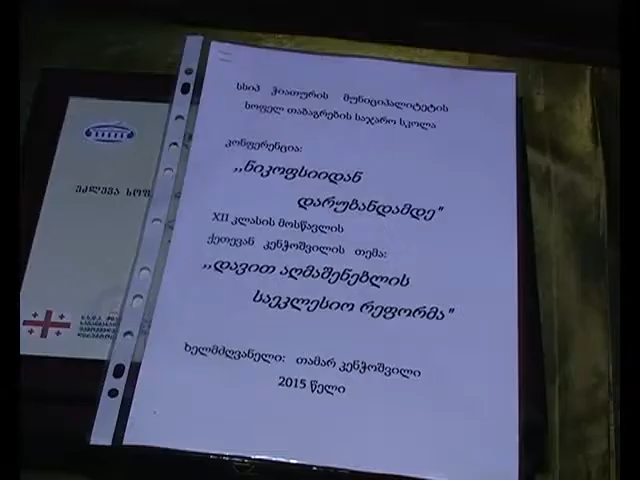 სსიპ ჭიათურის მუნიციპალიტეტის
სოფელ თაბაგრების საჯარო სკოლა
კონფერენცია:
,,ნიკოფსიიდან
დარუბანდამდე"
XII კლასის მოსწავლის
ქეთევან კენჭოშვილის თემა:
,,დავით აღმაშენებლის
საეკლესიო რეფორმა"
ხელმძღვანელი: თამარ კენჭოშვილი
2015 წელი